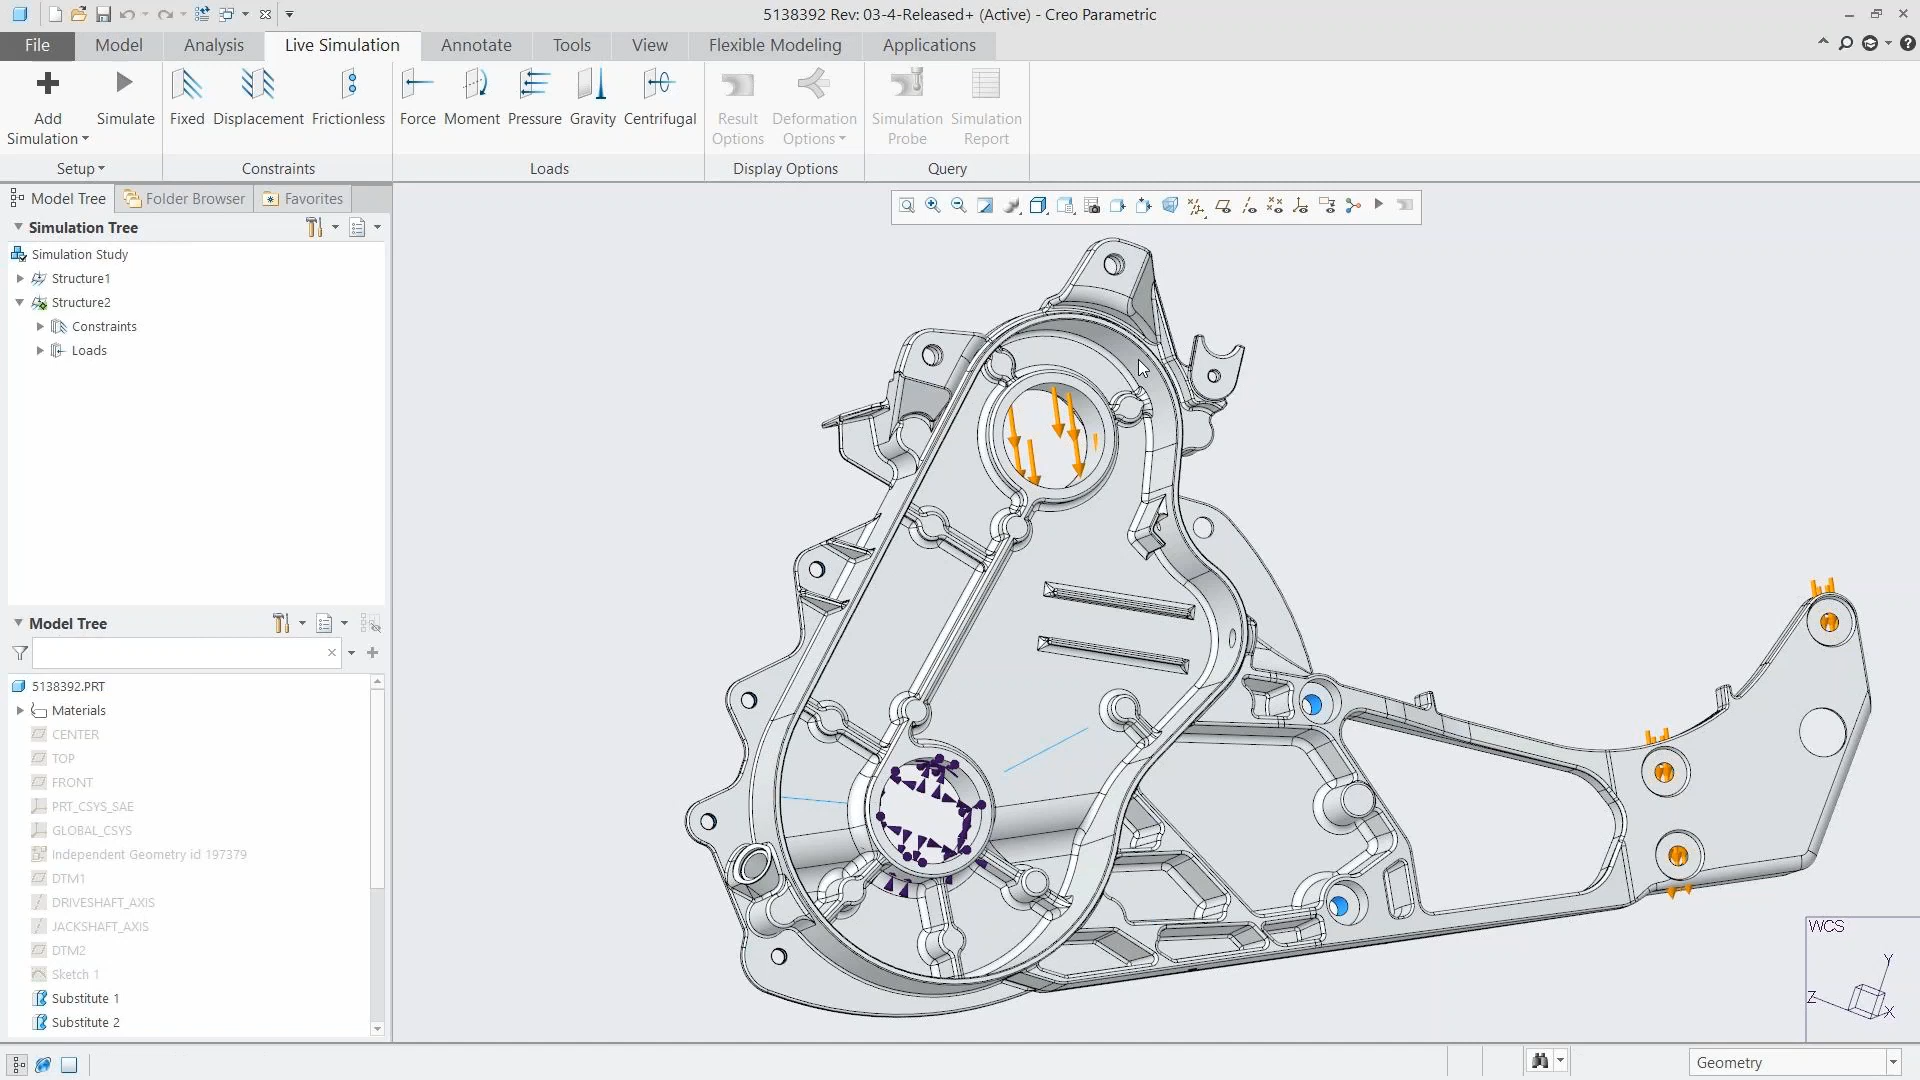 5138392 Rev: 03-4-Released+ (Active) - Creo Parametric
File Model Analysis Live Simulation Annotate Tools View Flexible Modeling Applications
Add Simulation
Simulate
Fixed Displacement Frictionless
Force Moment Pressure Gravity Centrifugal
Result Options
Deformation Options
Simulation Probe
Simulation Report
Setup Constraints Loads Display Options Query
Model Tree Folder Browser Favorites
Simulation Tree
Simulation Study
Structure1
Structure2
Constraints
Loads
Model Tree
5138392.PRT
Materials
CENTER
TOP
FRONT
PRT_CSYS_SAE
GLOBAL_CSYS
Independent Geometry id 197379
DTM1
DRIVESHAFT_AXIS
JACKSHAFT_AXIS
DTM2
Sketch 1
Substitute 1
Substitute 2
WCS
Y
Z
X
Geometry